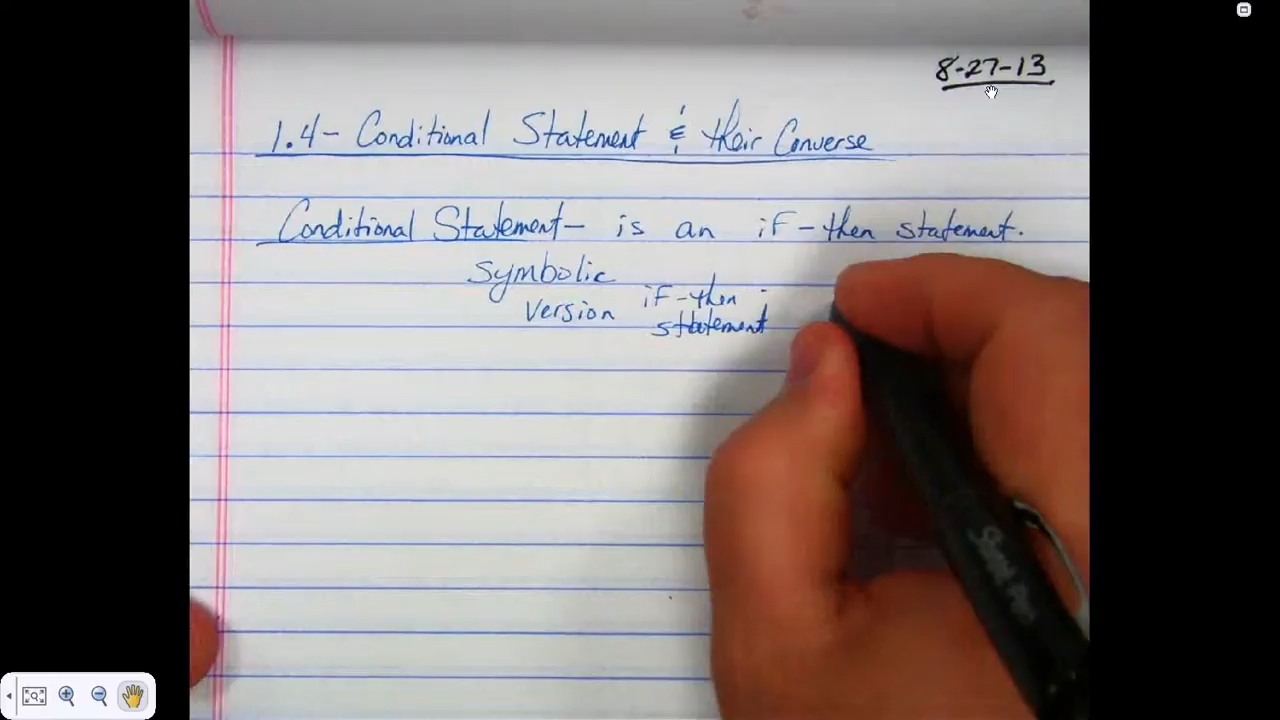 8-27-13
1.4- Conditional Statement & their Converse
Conditional Statement- is an if-then statement.
Symbolic
Version if-then
statement